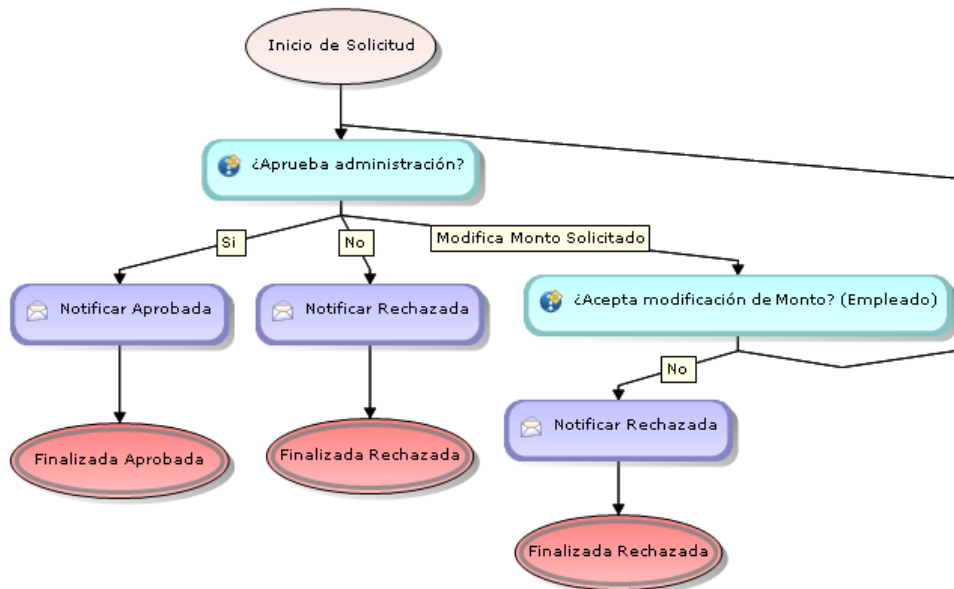 Inicio de Solicitud
¿Aprueba administración?
Si
No
Modifica Monto Solicitado
Notificar Aprobada
Notificar Rechazada
¿Acepta modificación de Monto? (Empleado)
No
Notificar Rechazada
Finalizada Aprobada
Finalizada Rechazada
Finalizada Rechazada